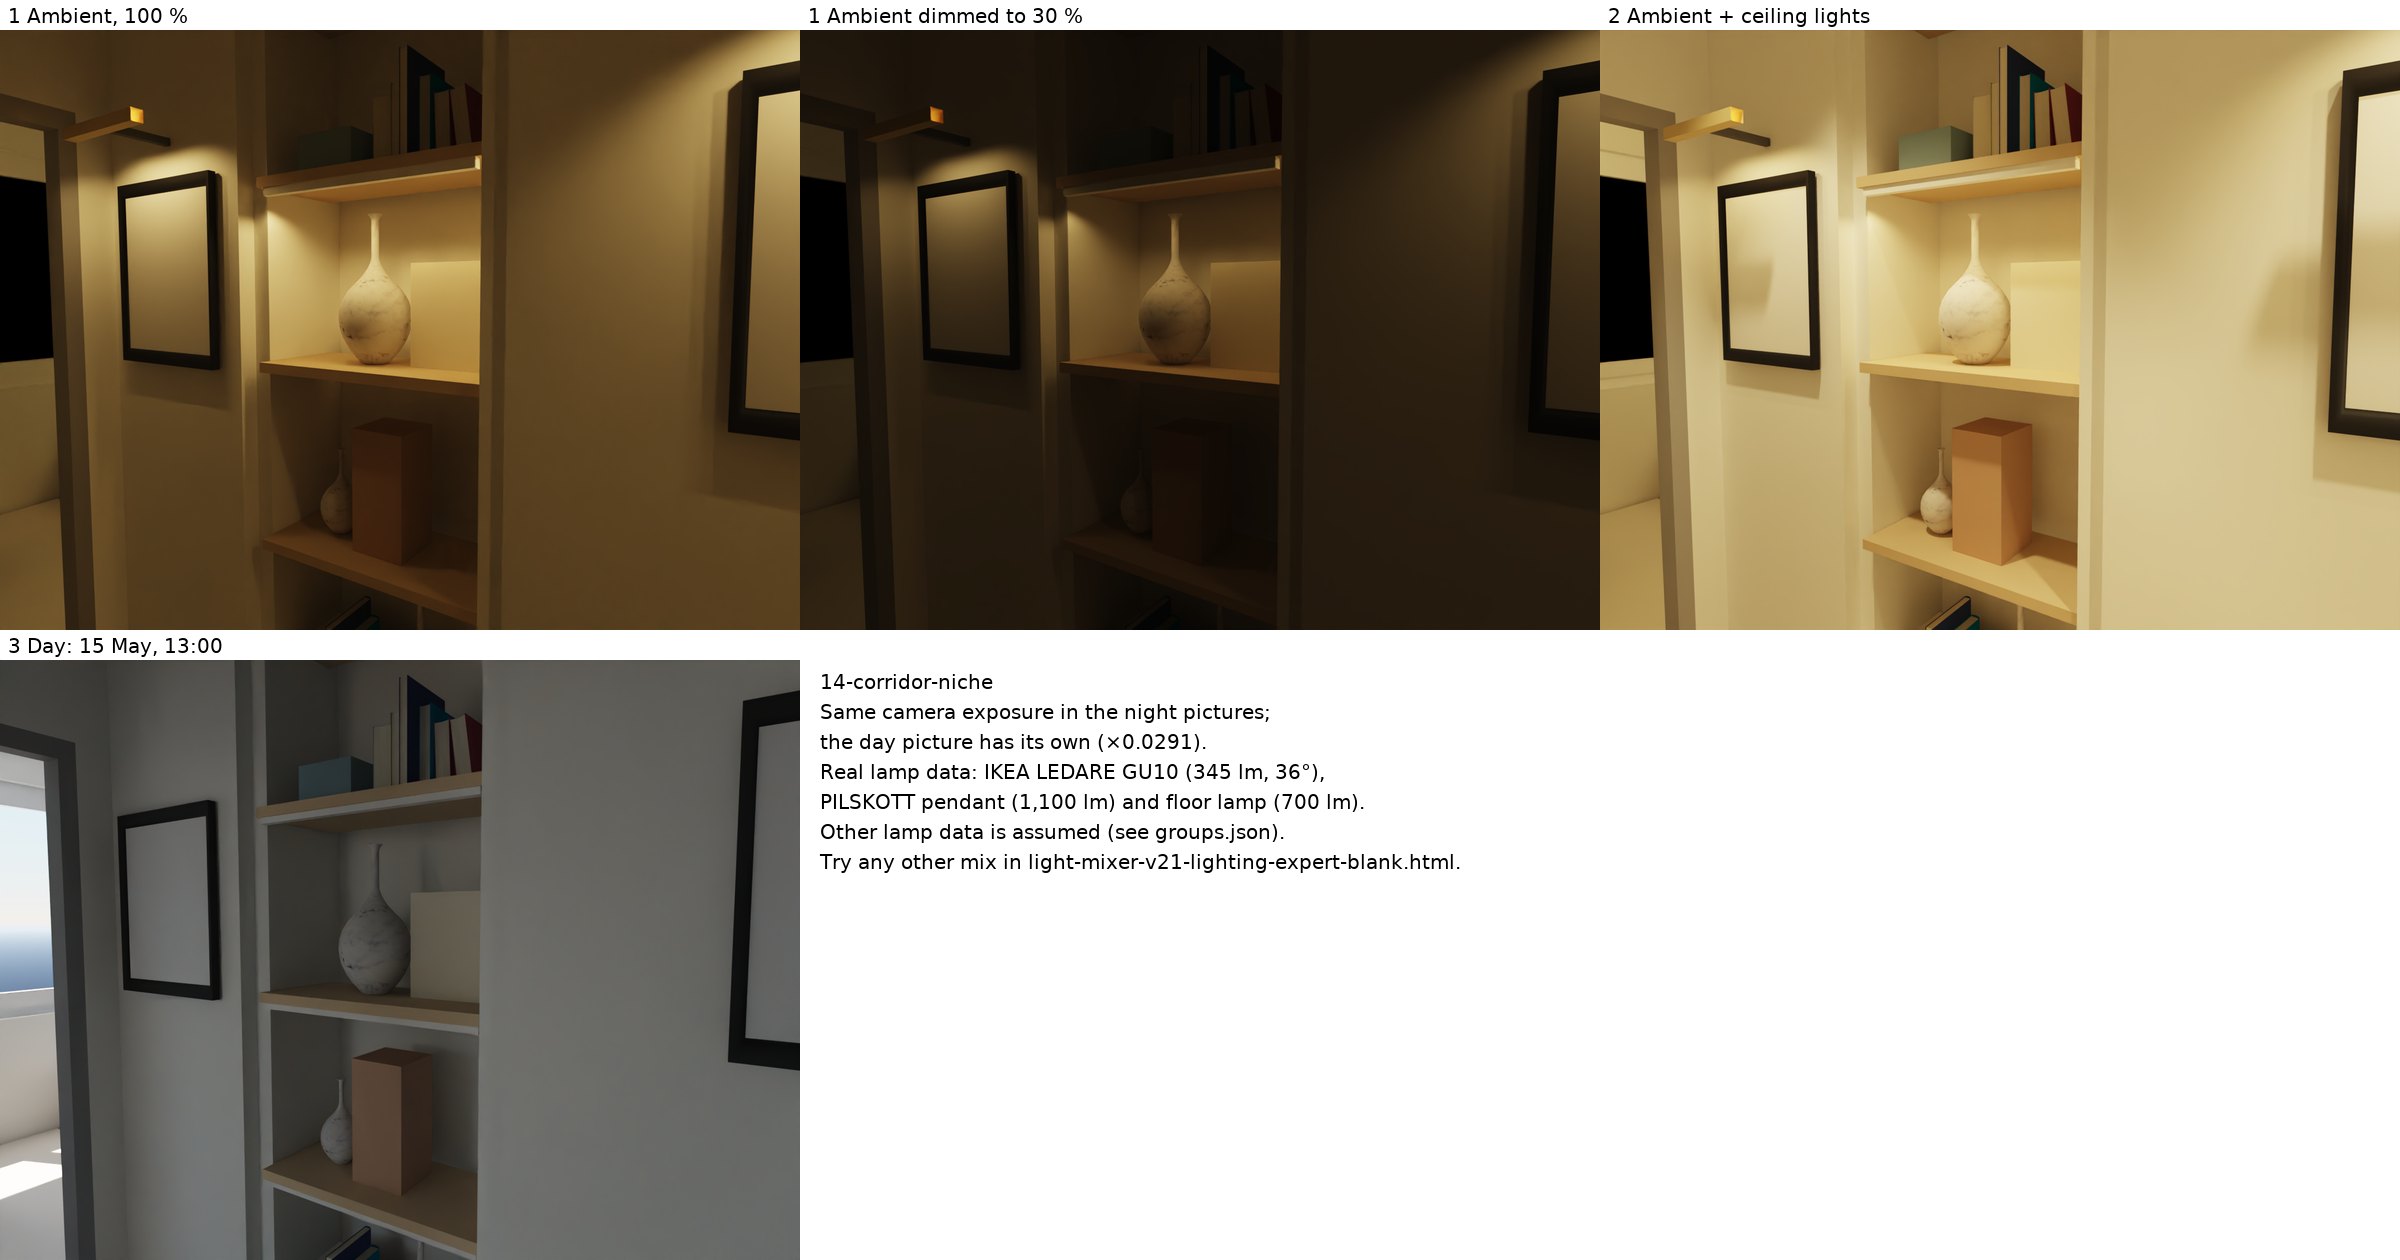 1 Ambient, 100 %
1 Ambient dimmed to 30 %
2 Ambient + ceiling lights
3 Day: 15 May, 13:00
14-corridor-niche
Same camera exposure in the night pictures;
the day picture has its own (×0.0291).
Real lamp data: IKEA LEDARE GU10 (345 lm, 36°),
PILSKOTT pendant (1,100 lm) and floor lamp (700 lm).
Other lamp data is assumed (see groups.json).
Try any other mix in light-mixer-v21-lighting-expert-blank.html.